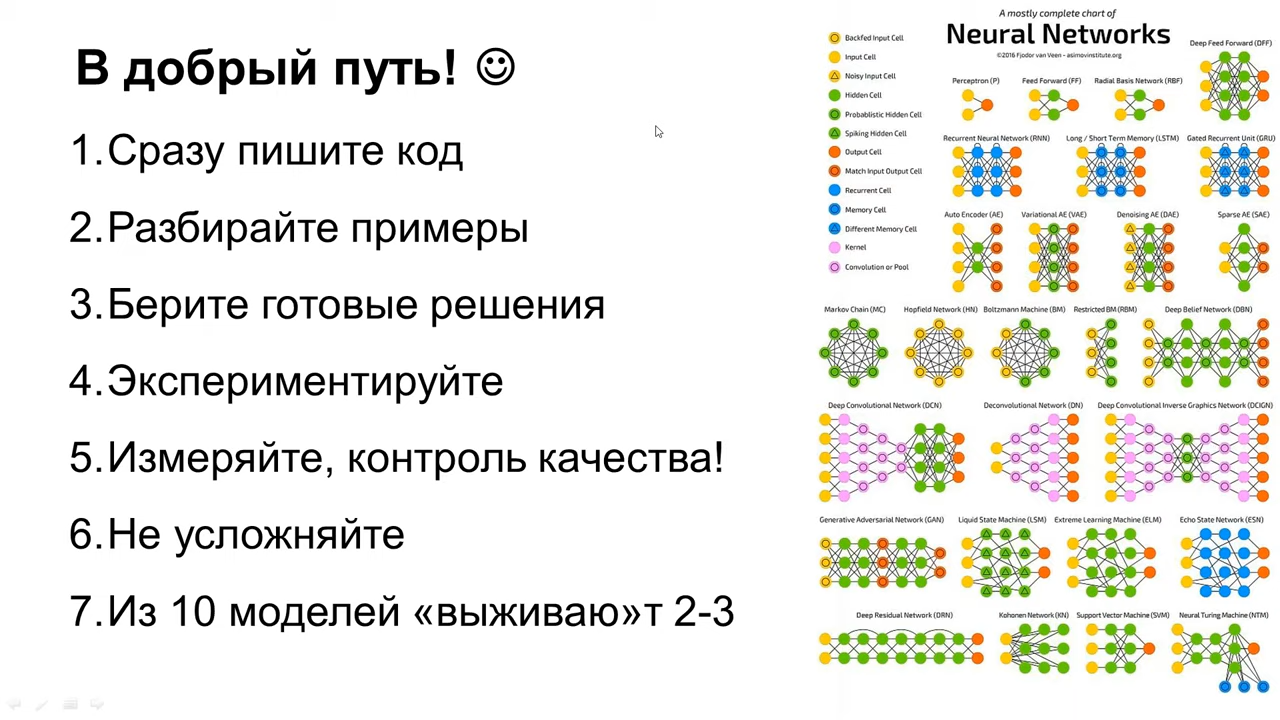 В добрый путь! ☺
1. Сразу пишите код
2. Разбирайте примеры
3. Берите готовые решения
4. Экспериментируйте
5. Измеряйте, контроль качества!
6. Не усложняйте
7. Из 10 моделей «выживаю»т 2-3
A mostly complete chart of
Neural Networks
©2016 Fjodor van Veen - asimovinstitute.org
Backfed Input Cell
Input Cell
Noisy Input Cell
Hidden Cell
Probablistic Hidden Cell
Spiking Hidden Cell
Output Cell
Match Input Output Cell
Recurrent Cell
Memory Cell
Different Memory Cell
Kernel
Convolution or Pool
Deep Feed Forward (DFF)
Perceptron (P)
Feed Forward (FF)
Radial Basis Network (RBF)
Recurrent Neural Network (RNN)
Long / Short Term Memory (LSTM)
Gated Recurrent Unit (GRU)
Auto Encoder (AE)
Variational AE (VAE)
Denoising AE (DAE)
Sparse AE (SAE)
Markov Chain (MC)
Hopfield Network (HN)
Boltzmann Machine (BM)
Restricted BM (RBM)
Deep Belief Network (DBN)
Deep Convolutional Network (DCN)
Deconvolutional Network (DN)
Deep Convolutional Inverse Graphics Network (DCIGN)
Generative Adversarial Network (GAN)
Liquid State Machine (LSM)
Extreme Learning Machine (ELM)
Echo State Network (ESN)
Deep Residual Network (DRN)
Kohonen Network (KN)
Support Vector Machine (SVM)
Neural Turing Machine (NTM)